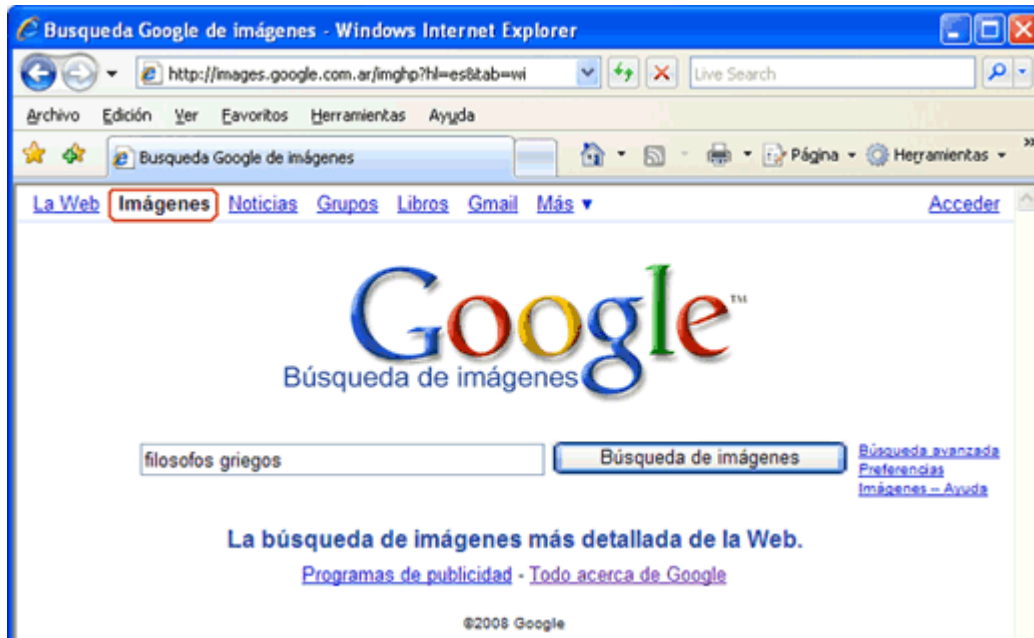 Busqueda Google de imágenes - Windows Internet Explorer
http://images.google.com.ar/imghp?hl=es&tab=wi Live Search
Archivo Edición Ver Favoritos Herramientas Ayuda
Busqueda Google de imágenes Página Herramientas »
La Web Imágenes Noticias Grupos Libros Gmail Más ▼ Acceder
Google™
Búsqueda de imágenes
filosofos griegos Búsqueda de imágenes Búsqueda avanzada
Preferencias
Imágenes – Ayuda
La búsqueda de imágenes más detallada de la Web.
Programas de publicidad - Todo acerca de Google
©2008 Google